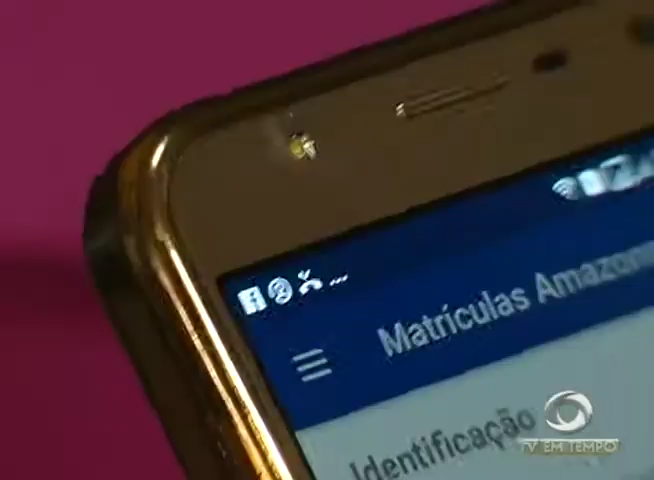 ...
Matrículas Amazon
Identificação
TV EM TEMPO